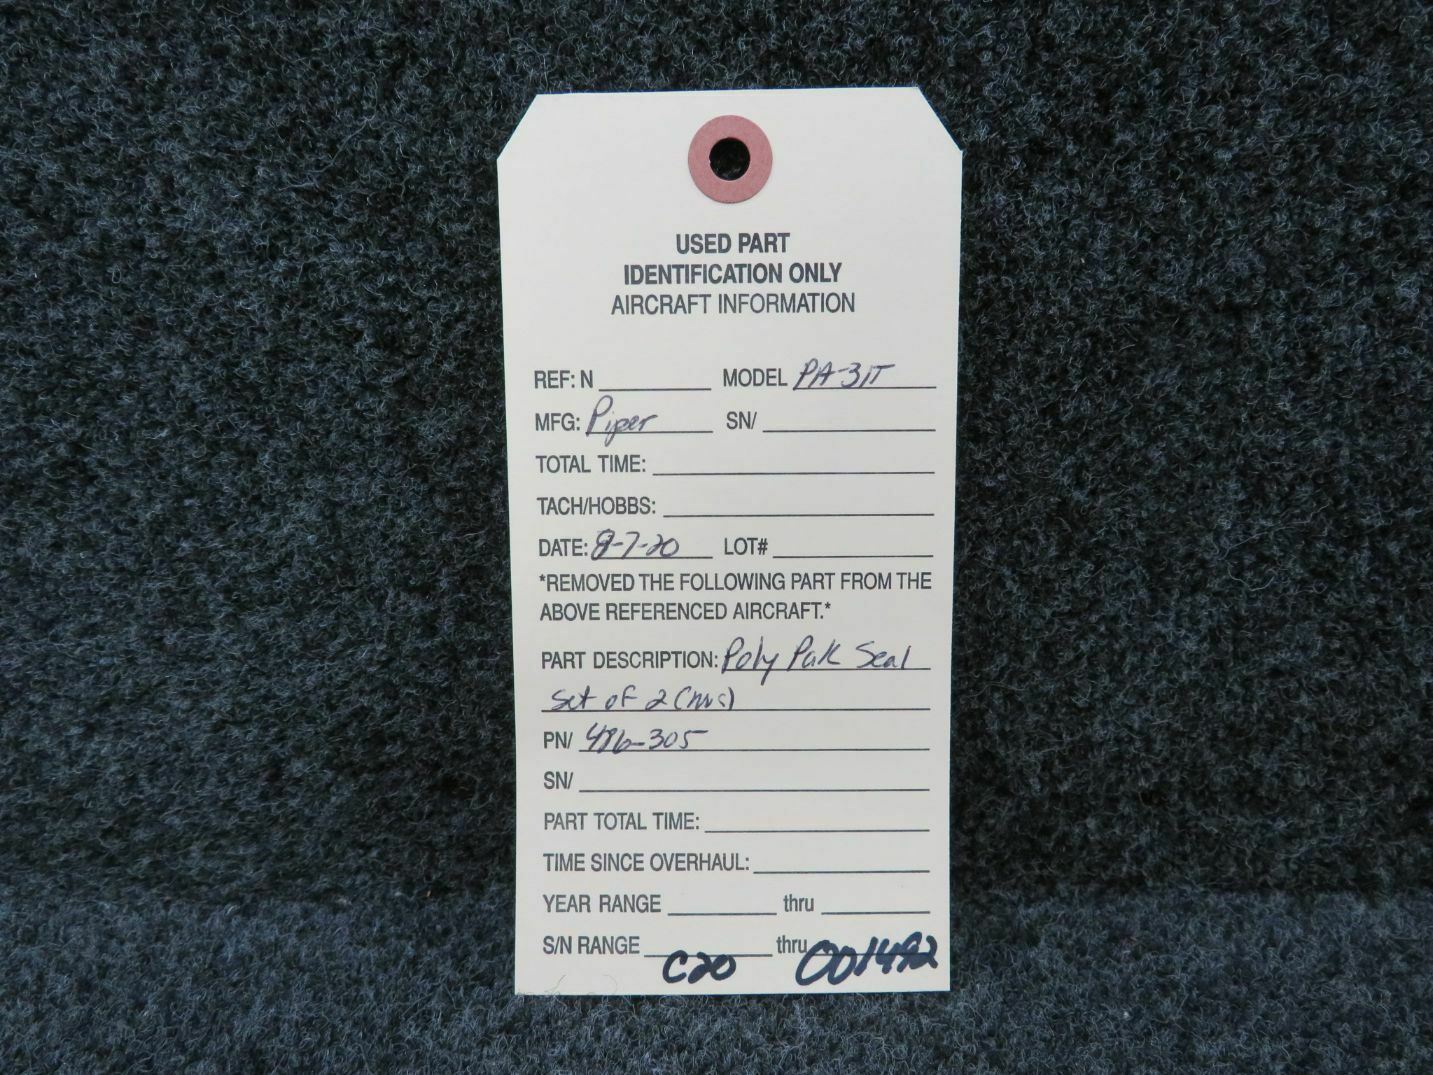 USED PART
IDENTIFICATION ONLY
AIRCRAFT INFORMATION
REF: N MODEL PA-31T
MFG: Piper SN/
TOTAL TIME:
TACH/HOBBS:
DATE: 8-7-20 LOT#
*REMOVED THE FOLLOWING PART FROM THE
ABOVE REFERENCED AIRCRAFT.*
PART DESCRIPTION: Poly Pak Seal
Set of 2 (NNS)
PN/ 486-305
SN/
PART TOTAL TIME:
TIME SINCE OVERHAUL:
YEAR RANGE thru
S/N RANGE thru
C20 001492